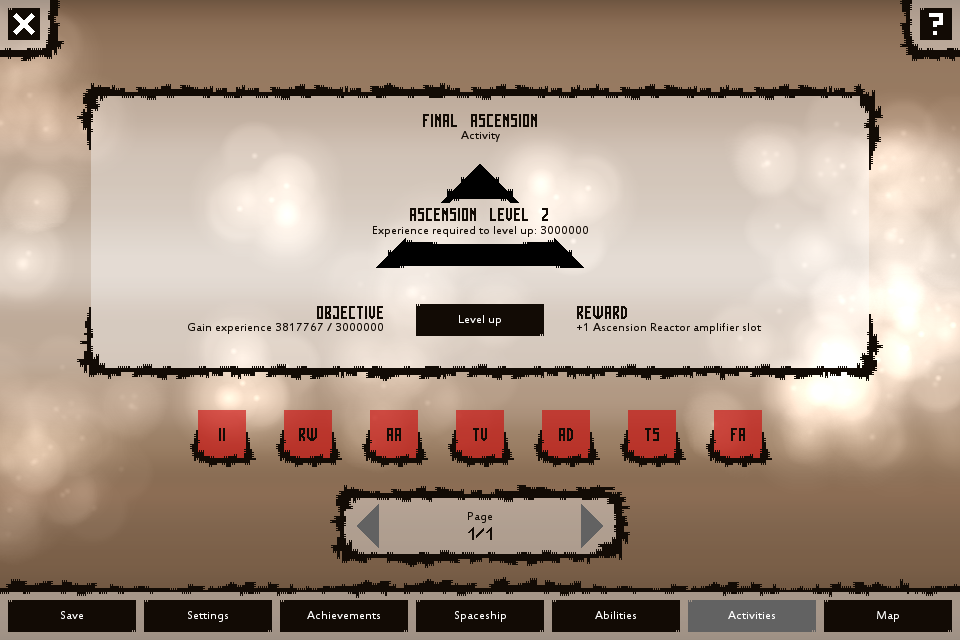 ?
FINAL ASCENSION
Activity
ASCENSION LEVEL 2
Experience required to level up: 3000000
OBJECTIVE
Gain experience 3817767 / 3000000
Level up
REWARD
+1 Ascension Reactor amplifier slot
II RW AA TV AD TS FA
Page
1/1
Save Settings Achievements Spaceship Abilities Activities Map